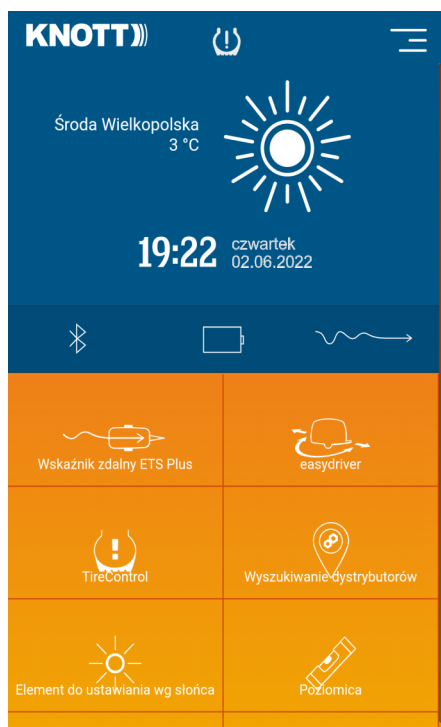 KNOTT
Środa Wielkopolska
3 °C
19:22
czwartek
02.06.2022
Wskaźnik zdalny ETS Plus
easydriver
TireControl
Wyszukiwanie dystrybutorów
Element do ustawiania wg słońca
Poziomica